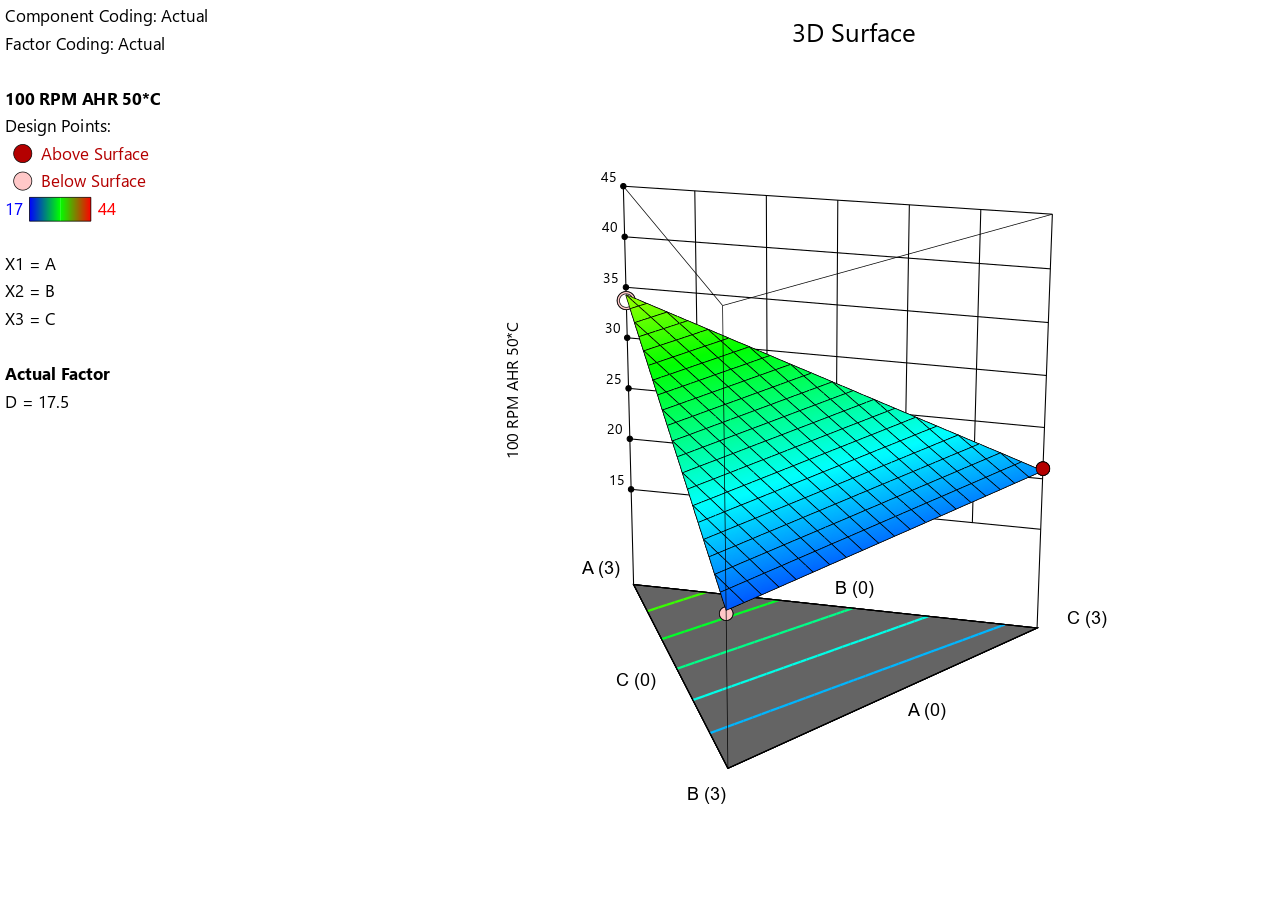 Component Coding: Actual
Factor Coding: Actual
100 RPM AHR 50*C
Design Points:
Above Surface
Below Surface
17 44
X1 = A
X2 = B
X3 = C
Actual Factor
D = 17.5
3D Surface
45
40
35
30
25
20
15
100 RPM AHR 50*C
A (3)
B (0)
C (3)
C (0)
A (0)
B (3)